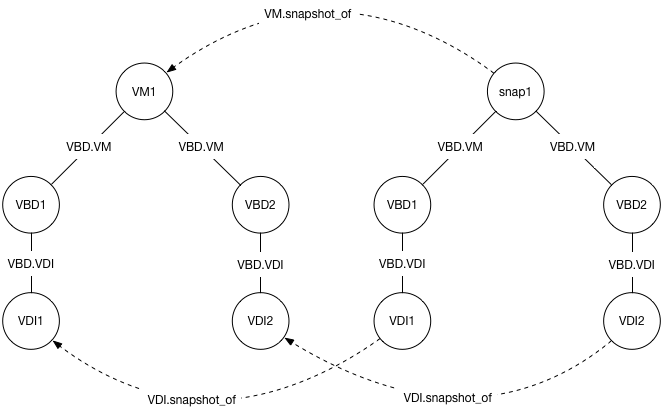 VM.snapshot_of
VM1
snap1
VBD.VM
VBD.VM
VBD.VM
VBD.VM
VBD1
VBD2
VBD1
VBD2
VBD.VDI
VBD.VDI
VBD.VDI
VBD.VDI
VDI1
VDI2
VDI1
VDI2
VDI.snapshot_of
VDI.snapshot_of